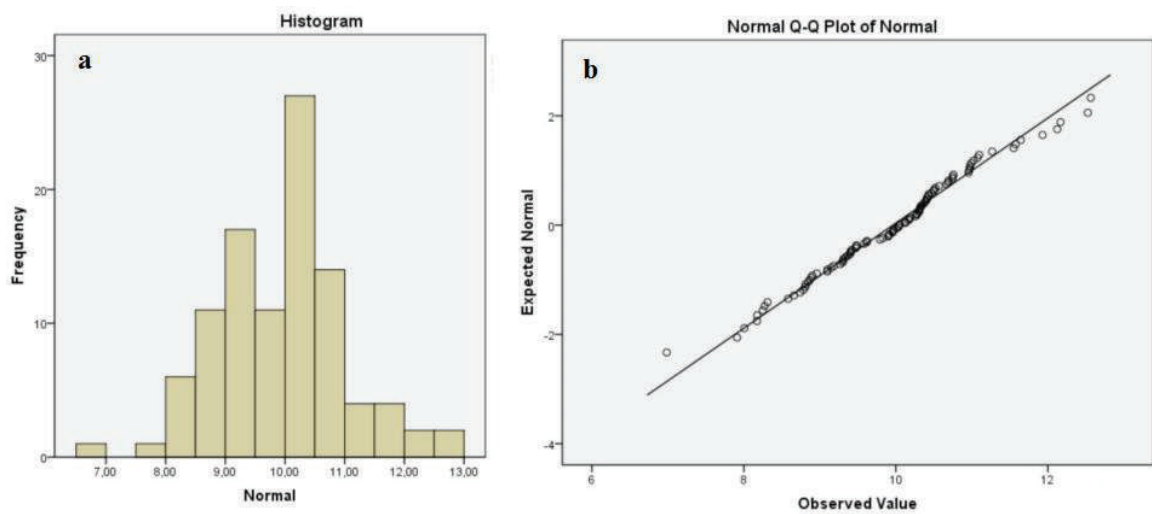 Histogram
a
30
20
10
0
Frequency
7,00 8,00 9,00 10,00 11,00 12,00 13,00
Normal
Normal Q-Q Plot of Normal
b
2
0
-2
-4
Expected Normal
6 8 10 12
Observed Value